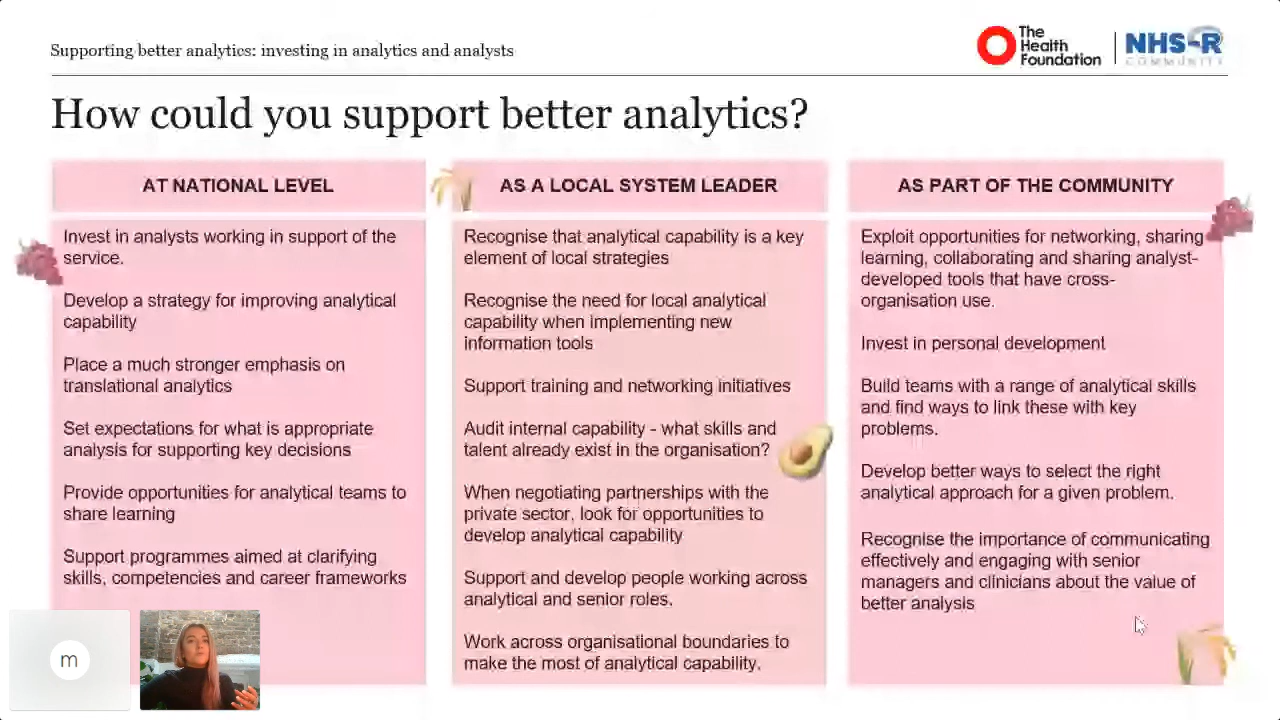 Supporting better analytics: investing in analytics and analysts
The
Health
Foundation
NHS-R
COMMUNITY
How could you support better analytics?
AT NATIONAL LEVEL
Invest in analysts working in support of the
service.
Develop a strategy for improving analytical
capability
Place a much stronger emphasis on
translational analytics
Set expectations for what is appropriate
analysis for supporting key decisions
Provide opportunities for analytical teams to
share learning
Support programmes aimed at clarifying
skills, competencies and career frameworks
AS A LOCAL SYSTEM LEADER
Recognise that analytical capability is a key
element of local strategies
Recognise the need for local analytical
capability when implementing new
information tools
Support training and networking initiatives
Audit internal capability - what skills and
talent already exist in the organisation?
When negotiating partnerships with the
private sector, look for opportunities to
develop analytical capability
Support and develop people working across
analytical and senior roles.
Work across organisational boundaries to
make the most of analytical capability.
AS PART OF THE COMMUNITY
Exploit opportunities for networking, sharing
learning, collaborating and sharing analyst-
developed tools that have cross-
organisation use.
Invest in personal development
Build teams with a range of analytical skills
and find ways to link these with key
problems.
Develop better ways to select the right
analytical approach for a given problem.
Recognise the importance of communicating
effectively and engaging with senior
managers and clinicians about the value of
better analysis
m